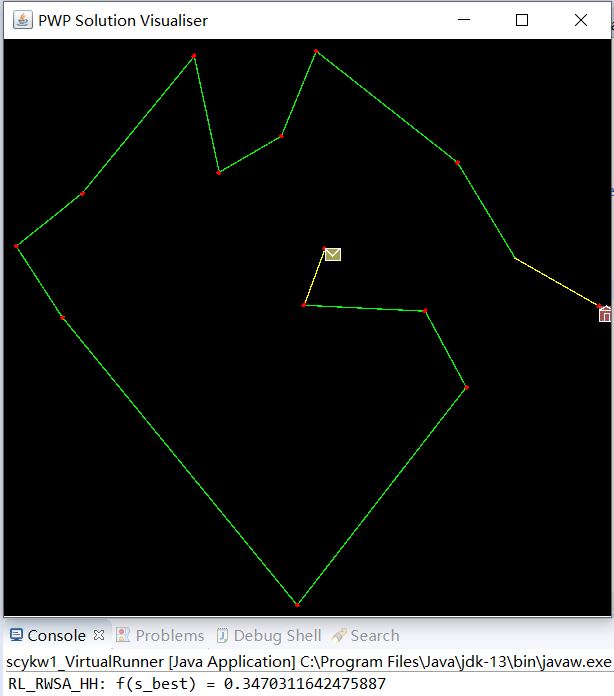 PWP Solution Visualiser
Console Problems Debug Shell Search
scykw1_VirtualRunner [Java Application] C:\Program Files\Java\jdk-13\bin\javaw.exe
RL_RWSA_HH: f(s_best) = 0.3470311642475887